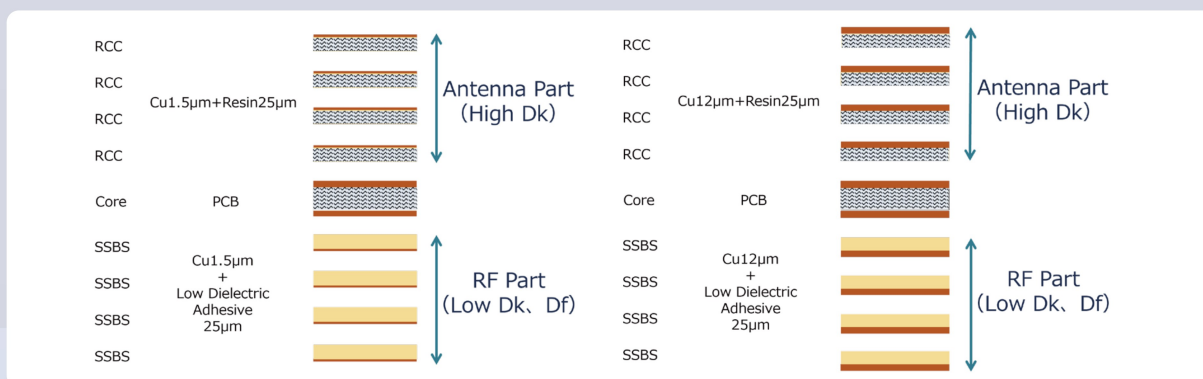 RCC
RCC
Cu1.5μm+Resin25μm
RCC
RCC
Antenna Part
(High Dk)
Core
PCB
SSBS
SSBS
SSBS
SSBS
Cu1.5μm
+
Low Dielectric
Adhesive
25μm
RF Part
(Low Dk、Df)
RCC
RCC
Cu12μm+Resin25μm
RCC
RCC
Antenna Part
(High Dk)
Core
PCB
SSBS
SSBS
SSBS
SSBS
Cu12μm
+
Low Dielectric
Adhesive
25μm
RF Part
(Low Dk、Df)